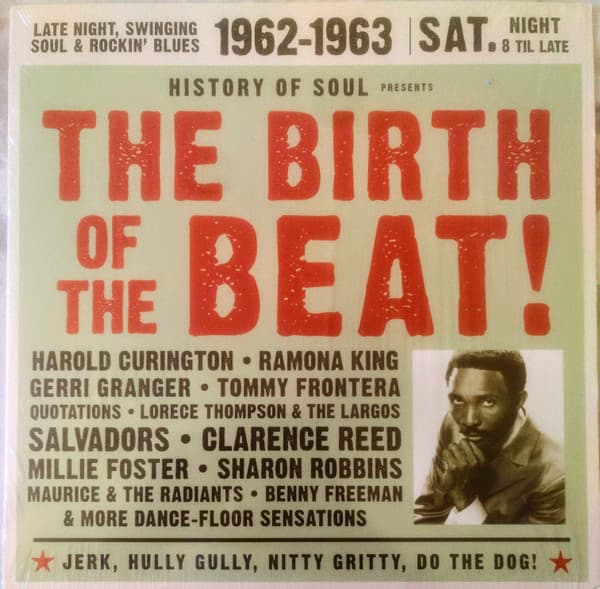 LATE NIGHT, SWINGING
SOUL & ROCKIN' BLUES
1962-1963
SAT.
NIGHT
8 TIL LATE
HISTORY OF SOUL PRESENTS
THE BIRTH
OF THE
BEAT!
HAROLD CURINGTON • RAMONA KING
GERRI GRANGER • TOMMY FRONTERA
QUOTATIONS • LORECE THOMPSON & THE LARGOS
SALVADORS • CLARENCE REED
MILLIE FOSTER • SHARON ROBBINS
MAURICE & THE RADIANTS • BENNY FREEMAN
& MORE DANCE-FLOOR SENSATIONS
★ JERK, HULLY GULLY, NITTY GRITTY, DO THE DOG! ★